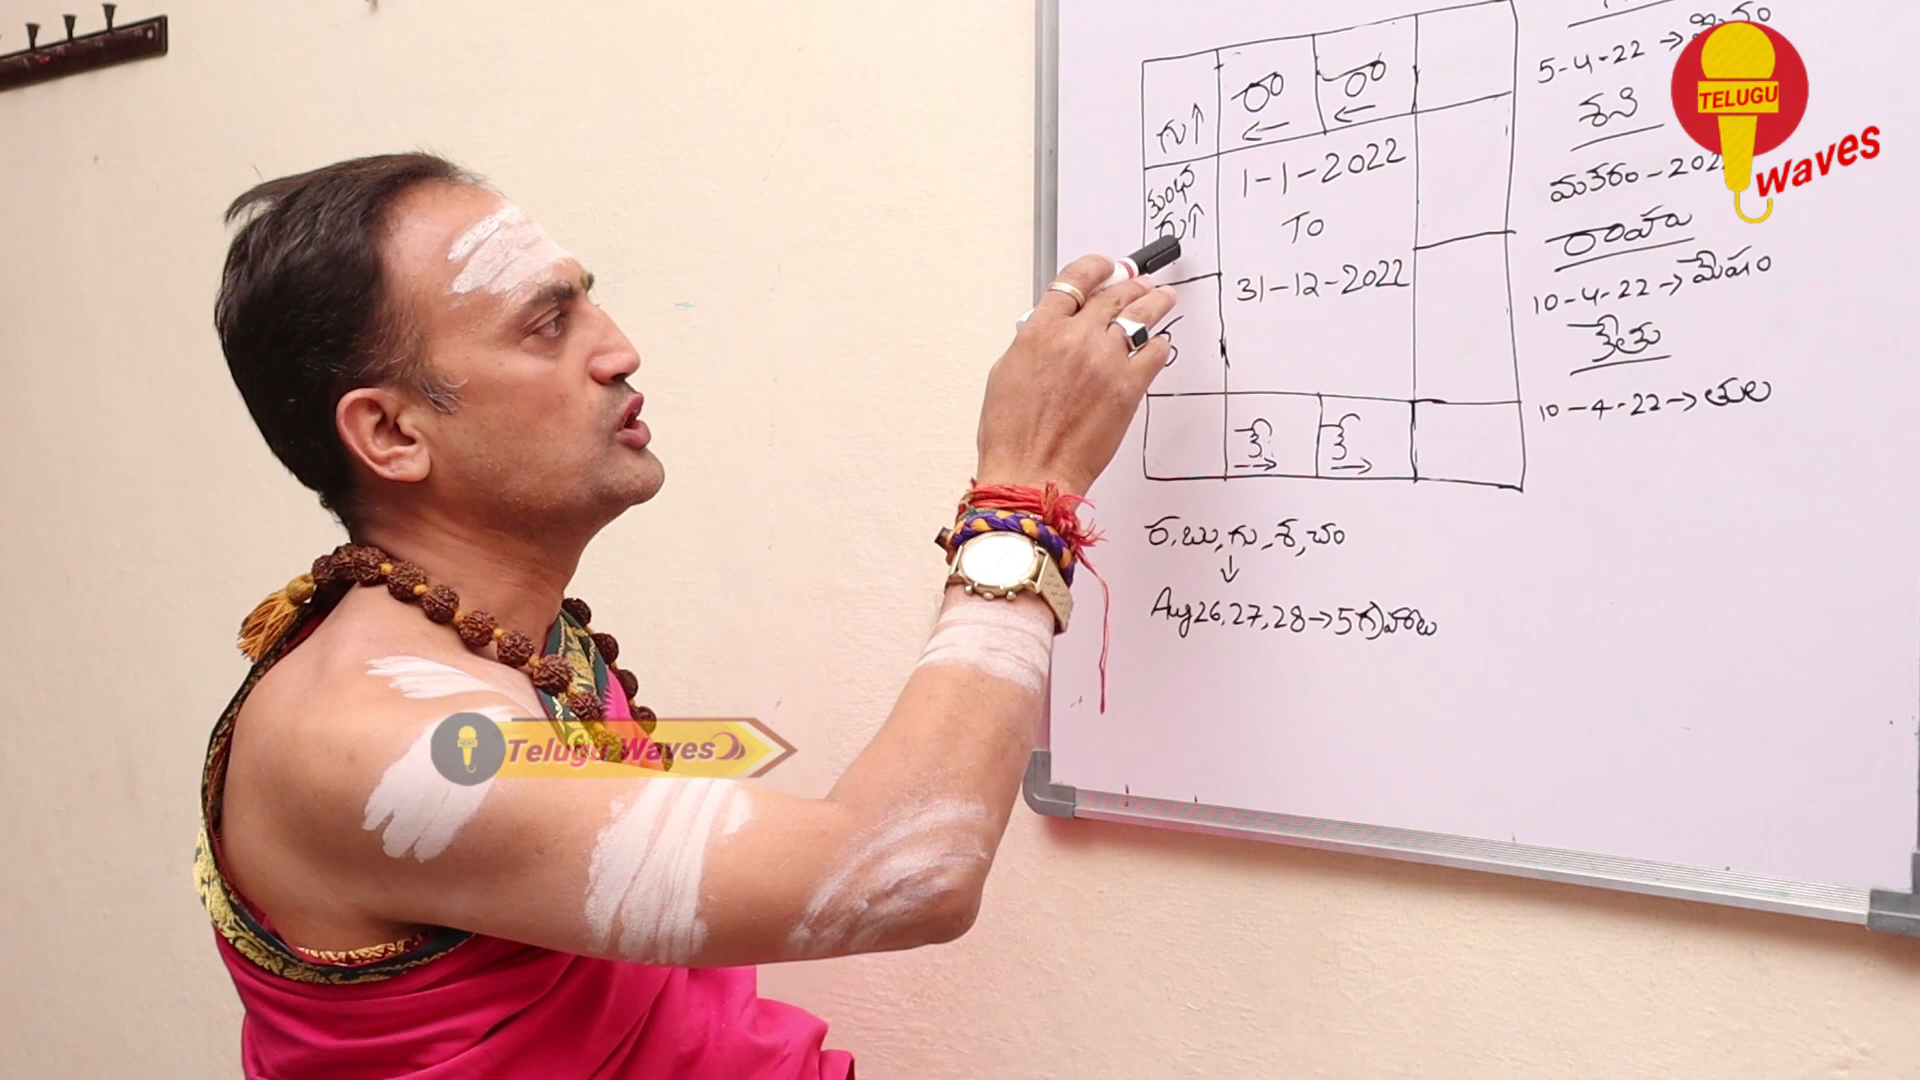 రా రా
గు↑
← ←
1-1-2022
కుంభ
గు↑
To
31-12-2022
శ
కే కే
→ →
ర,బు,గు,శ,చం
↓
Aug 26,27,28→5గ్రహాలు
5-4-22→
శని
మకరం-202
రాహు
10-4-22→మేషం
కేతు
10-4-22→తుల
TELUGU
Waves
Telugu Waves